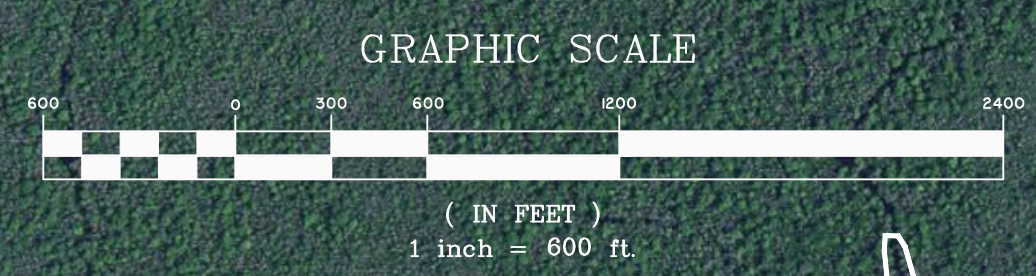 GRAPHIC SCALE
600 0 300 600 1200 2400
( IN FEET )
1 inch = 600 ft.